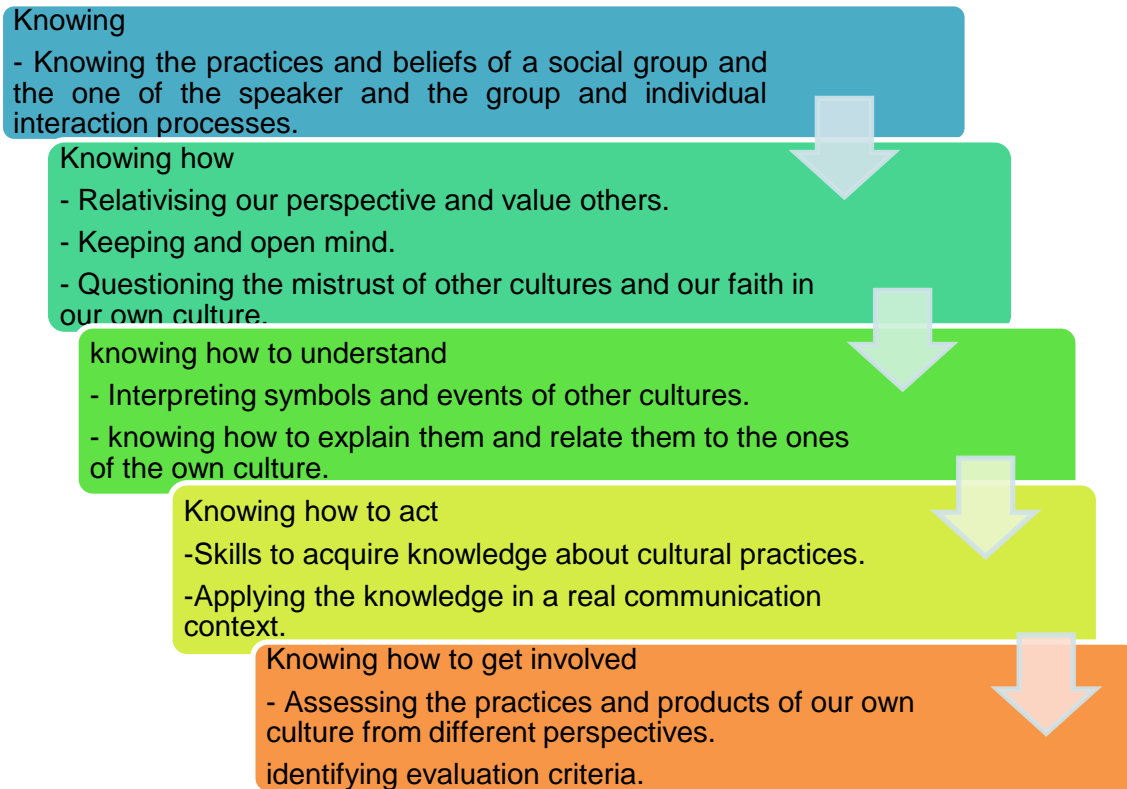 Knowing
- Knowing the practices and beliefs of a social group and
the one of the speaker and the group and individual
interaction processes.
Knowing how
- Relativising our perspective and value others.
- Keeping and open mind.
- Questioning the mistrust of other cultures and our faith in
our own culture.
knowing how to understand
- Interpreting symbols and events of other cultures.
- knowing how to explain them and relate them to the ones
of the own culture.
Knowing how to act
-Skills to acquire knowledge about cultural practices.
-Applying the knowledge in a real communication
context.
Knowing how to get involved
- Assessing the practices and products of our own
culture from different perspectives.
identifying evaluation criteria.